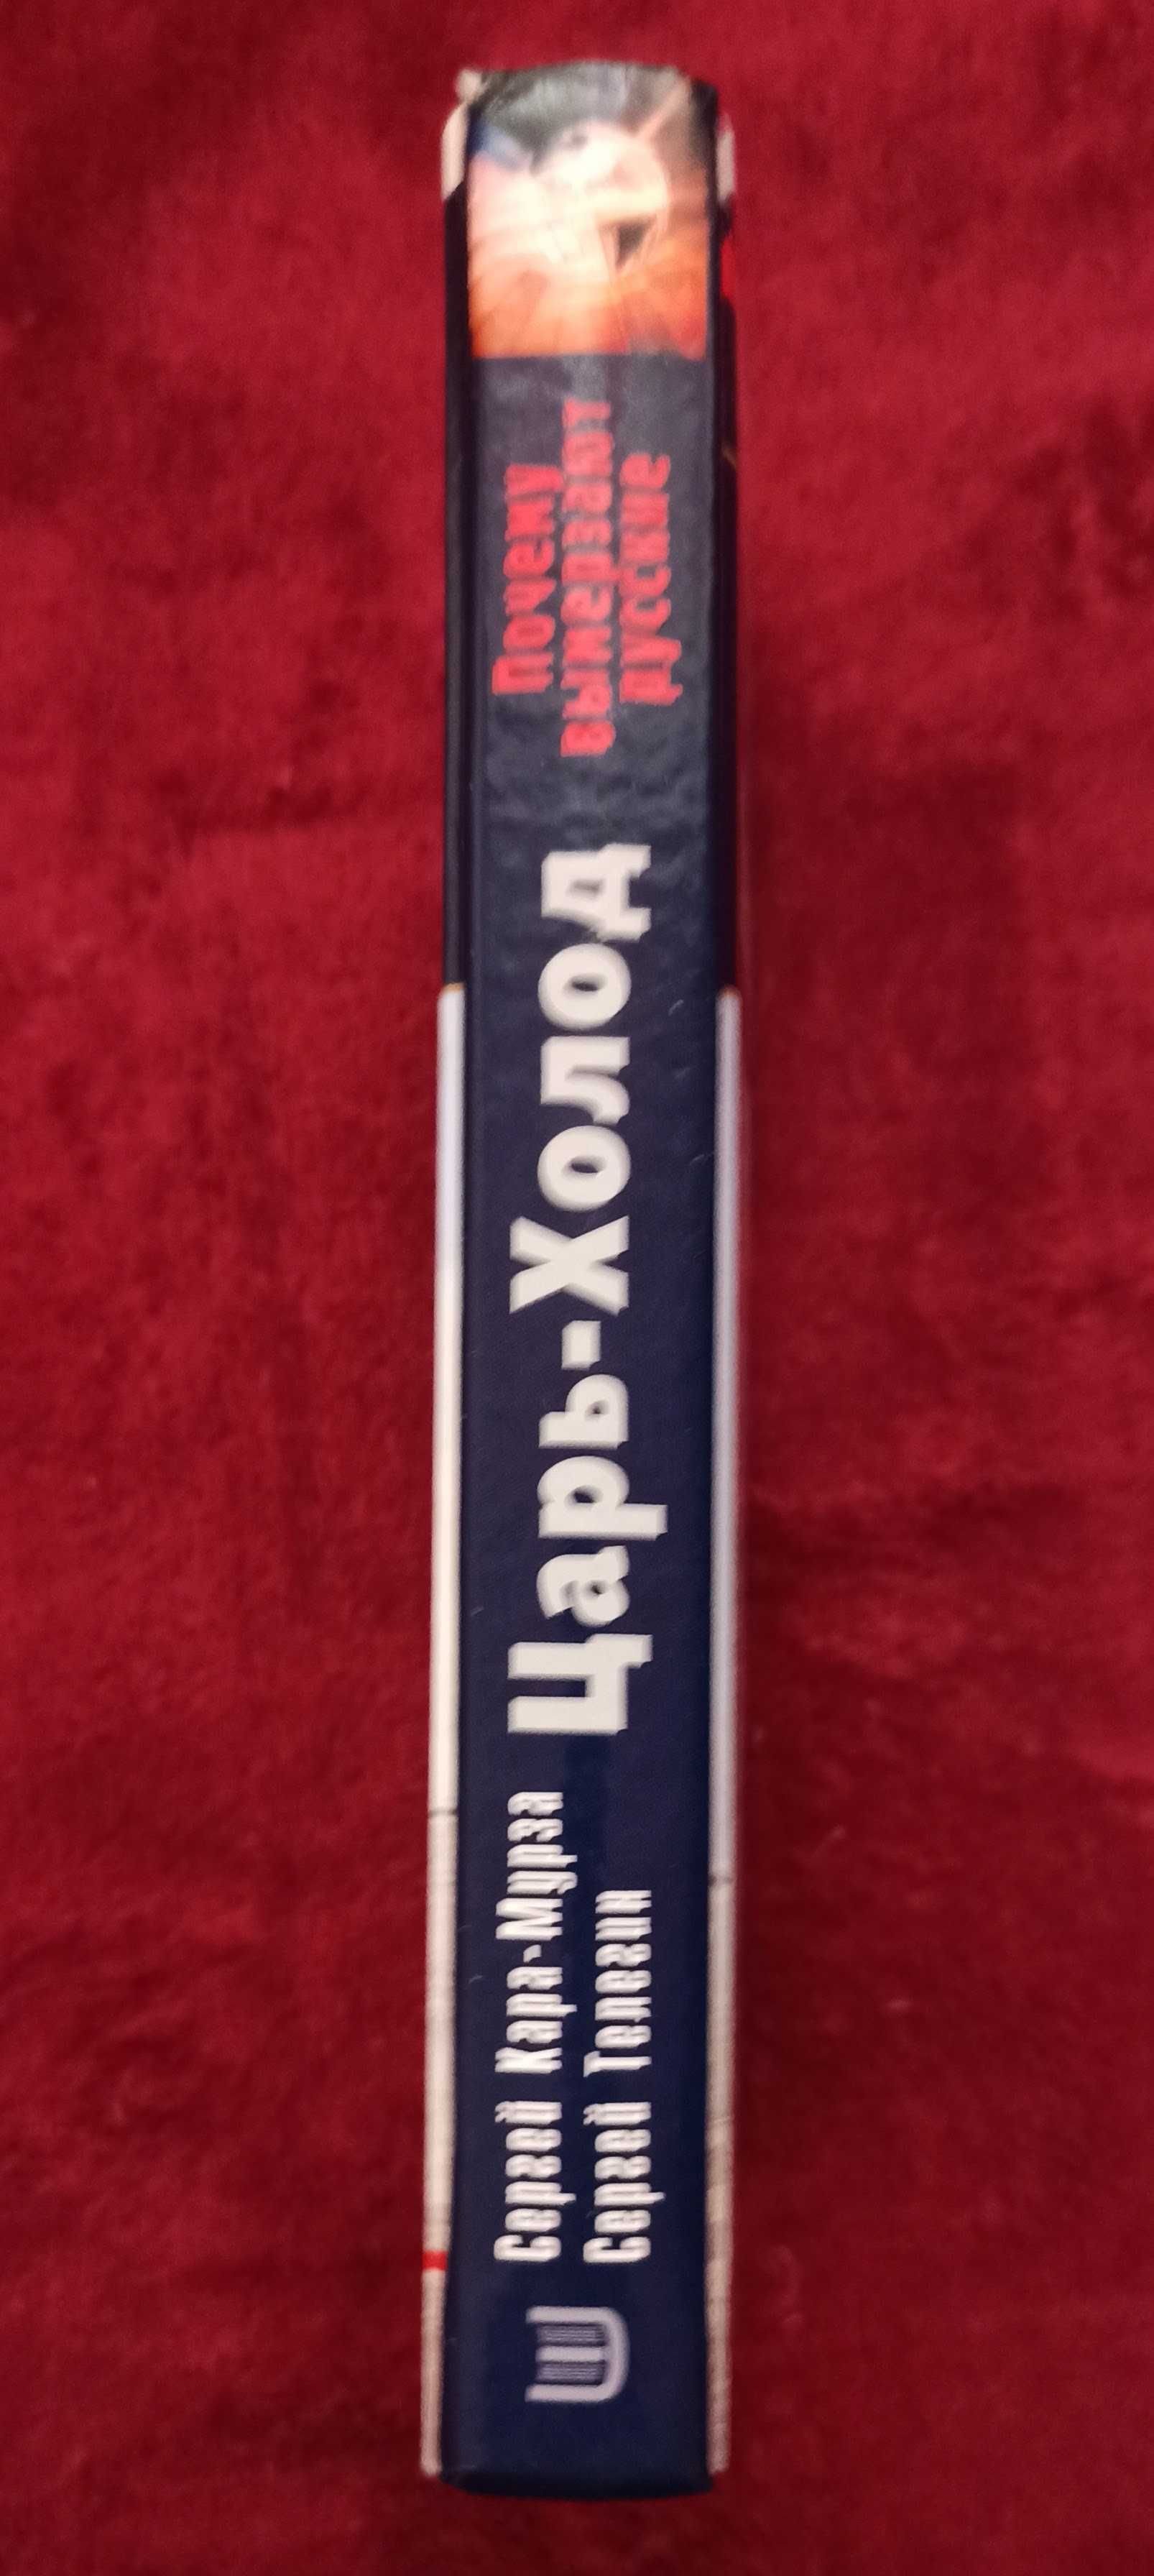 Сергей Кара-Мурза
Сергей Телегин
Царь-Холод
Почему
вымерзают
русские